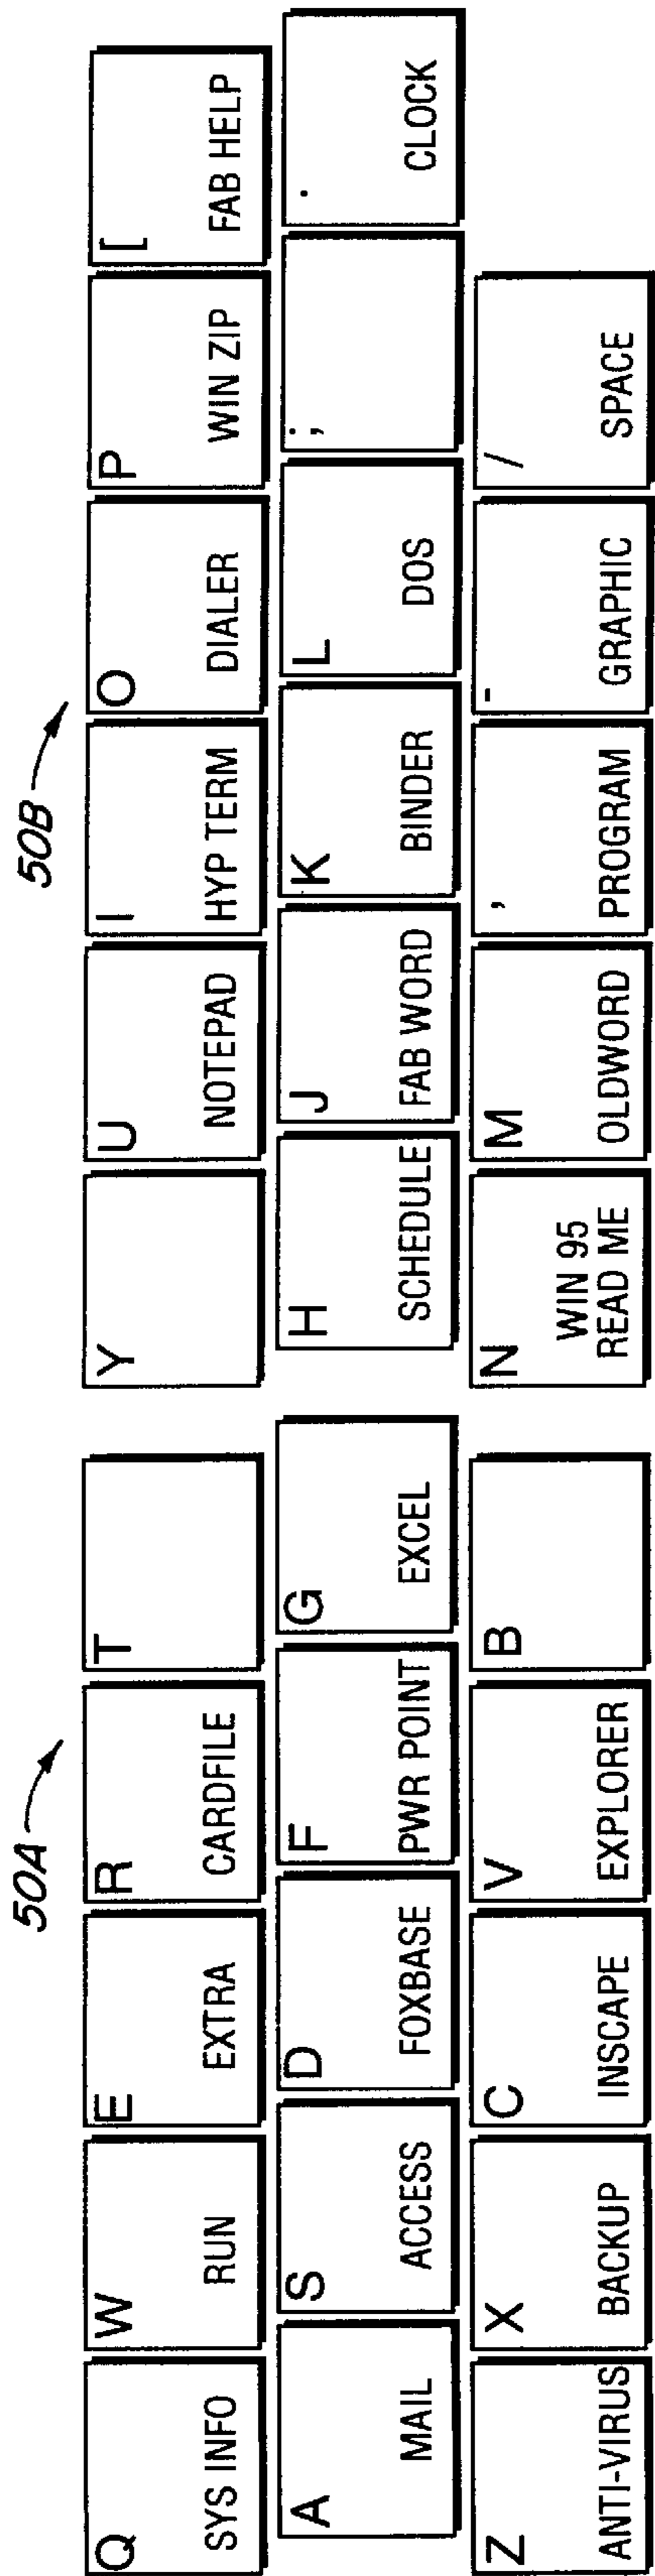 50A
50B
Q
SYS INFO
W
RUN
E
EXTRA
R
CARDFILE
T
Y
U
NOTEPAD
I
HYP TERM
O
DIALER
P
WIN ZIP
[
FAB HELP
A
MAIL
S
ACCESS
D
FOXBASE
F
PWR POINT
G
EXCEL
H
SCHEDULE
J
FAB WORD
K
BINDER
L
DOS
;
.
CLOCK
Z
ANTI-VIRUS
X
BACKUP
C
INSCAPE
V
EXPLORER
B
N
WIN 95
READ ME
M
OLDWORD
,
PROGRAM
-
GRAPHIC
/
SPACE